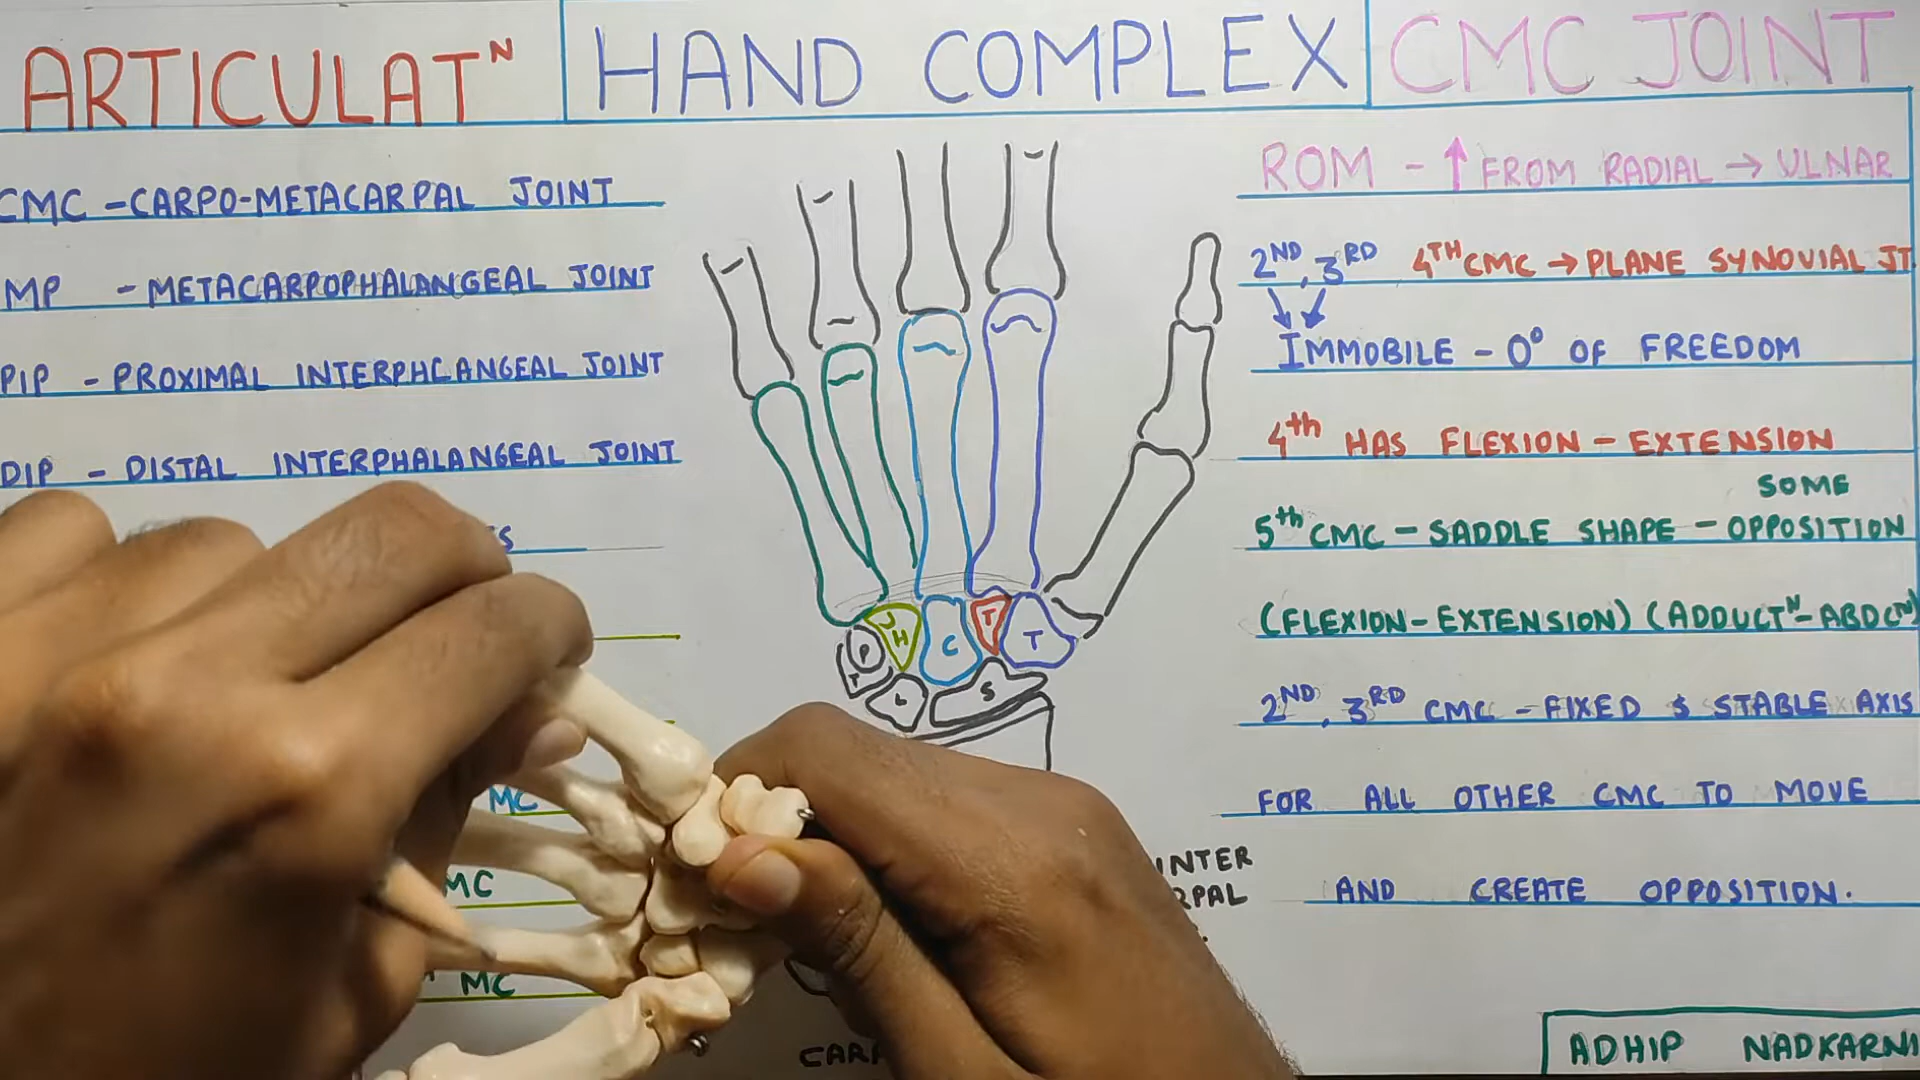 ARTICULATᴺ
HAND COMPLEX
CMC JOINT
CMC - CARPO-METACARPAL JOINT
MP - METACARPOPHALANGEAL JOINT
PIP - PROXIMAL INTERPHCANGEAL JOINT
DIP - DISTAL INTERPHALANGEAL JOINT
MC
MC
MC
P
T
H
C
T
T
L
S
INTER
ROM - ↑ FROM RADIAL → ULNAR
2ND, 3RD 4TH CMC → PLANE SYNOVIAL JT
IMMOBILE - 0° OF FREEDOM
4th HAS FLEXION - EXTENSION
SOME
5th CMC - SADDLE SHAPE - OPPOSITION
(FLEXION - EXTENSION) (ADDUCTᴺ - ABDCᴺ)
2ND, 3RD CMC - FIXED & STABLE AXIS
FOR ALL OTHER CMC TO MOVE
AND CREATE OPPOSITION.
ADHIP NADKARNI